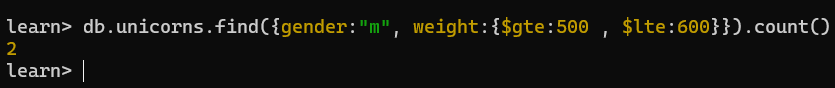 learn> db.unicorns.find({gender:"m", weight:{$gte:500 , $lte:600}}).count()
2
learn>